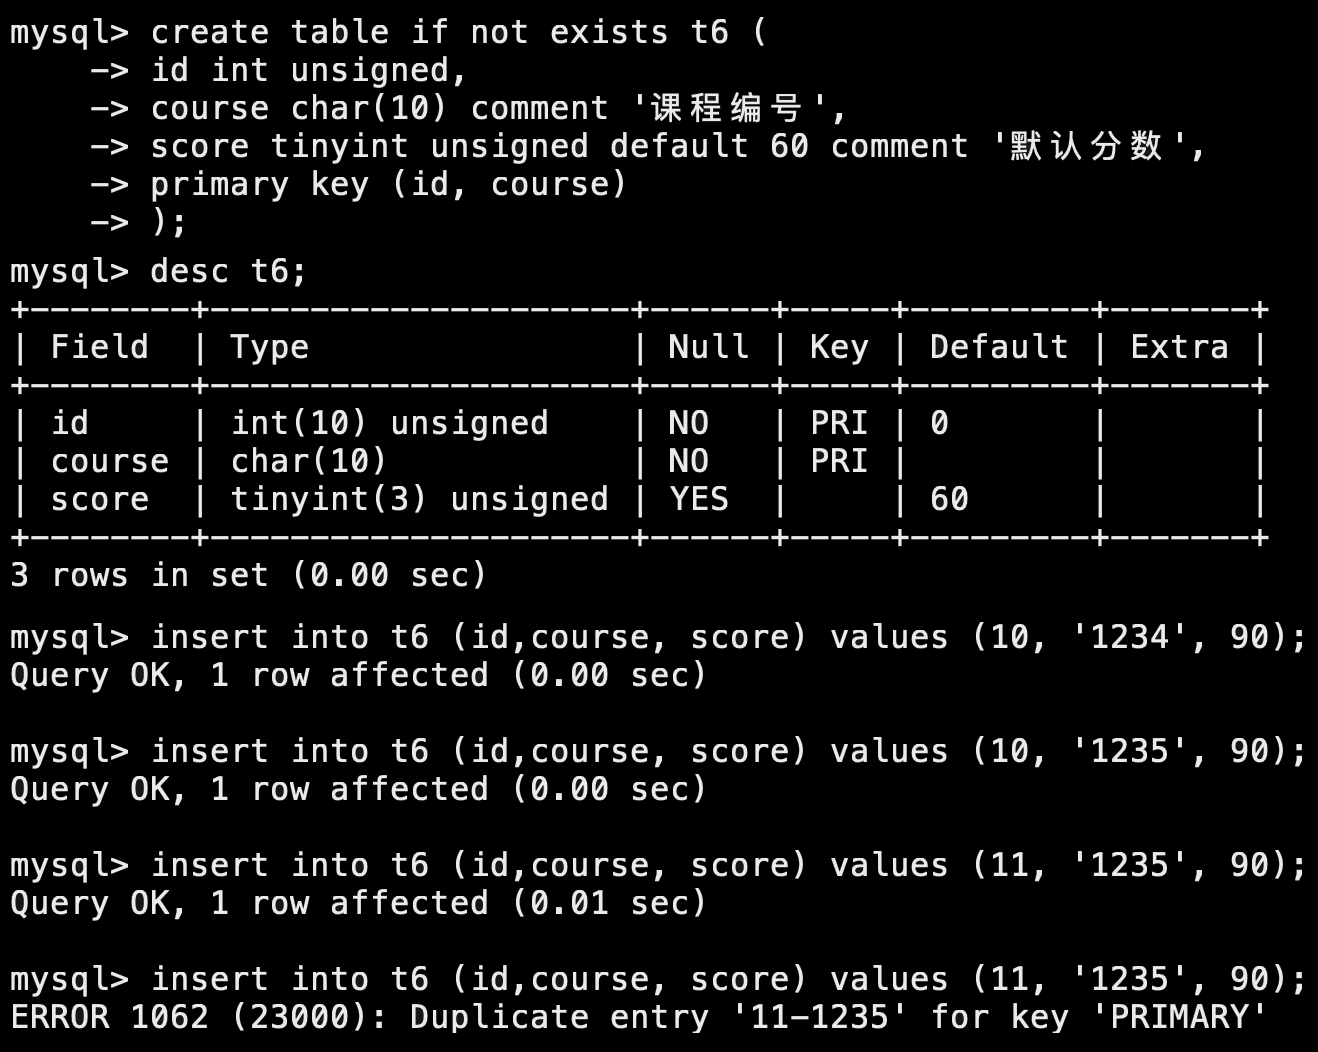 mysql> create table if not exists t6 (
    -> id int unsigned,
    -> course char(10) comment '课程编号',
    -> score tinyint unsigned default 60 comment '默认分数',
    -> primary key (id, course)
    -> );
mysql> desc t6;
+--------+---------------------+------+-----+---------+-------+
| Field  | Type                | Null | Key | Default | Extra |
+--------+---------------------+------+-----+---------+-------+
| id     | int(10) unsigned    | NO   | PRI | 0       |       |
| course | char(10)            | NO   | PRI |         |       |
| score  | tinyint(3) unsigned | YES  |     | 60      |       |
+--------+---------------------+------+-----+---------+-------+
3 rows in set (0.00 sec)
mysql> insert into t6 (id,course, score) values (10, '1234', 90);
Query OK, 1 row affected (0.00 sec)
mysql> insert into t6 (id,course, score) values (10, '1235', 90);
Query OK, 1 row affected (0.00 sec)
mysql> insert into t6 (id,course, score) values (11, '1235', 90);
Query OK, 1 row affected (0.01 sec)
mysql> insert into t6 (id,course, score) values (11, '1235', 90);
ERROR 1062 (23000): Duplicate entry '11-1235' for key 'PRIMARY'